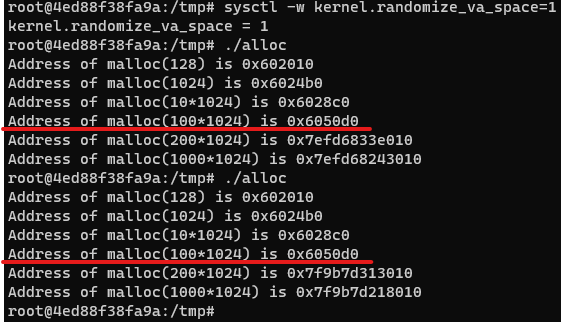 root@4ed88f38fa9a:/tmp# sysctl -w kernel.randomize_va_space=1
kernel.randomize_va_space = 1
root@4ed88f38fa9a:/tmp# ./alloc
Address of malloc(128) is 0x602010
Address of malloc(1024) is 0x6024b0
Address of malloc(10*1024) is 0x6028c0
Address of malloc(100*1024) is 0x6050d0
Address of malloc(200*1024) is 0x7efd6833e010
Address of malloc(1000*1024) is 0x7efd68243010
root@4ed88f38fa9a:/tmp# ./alloc
Address of malloc(128) is 0x602010
Address of malloc(1024) is 0x6024b0
Address of malloc(10*1024) is 0x6028c0
Address of malloc(100*1024) is 0x6050d0
Address of malloc(200*1024) is 0x7f9b7d313010
Address of malloc(1000*1024) is 0x7f9b7d218010
root@4ed88f38fa9a:/tmp#